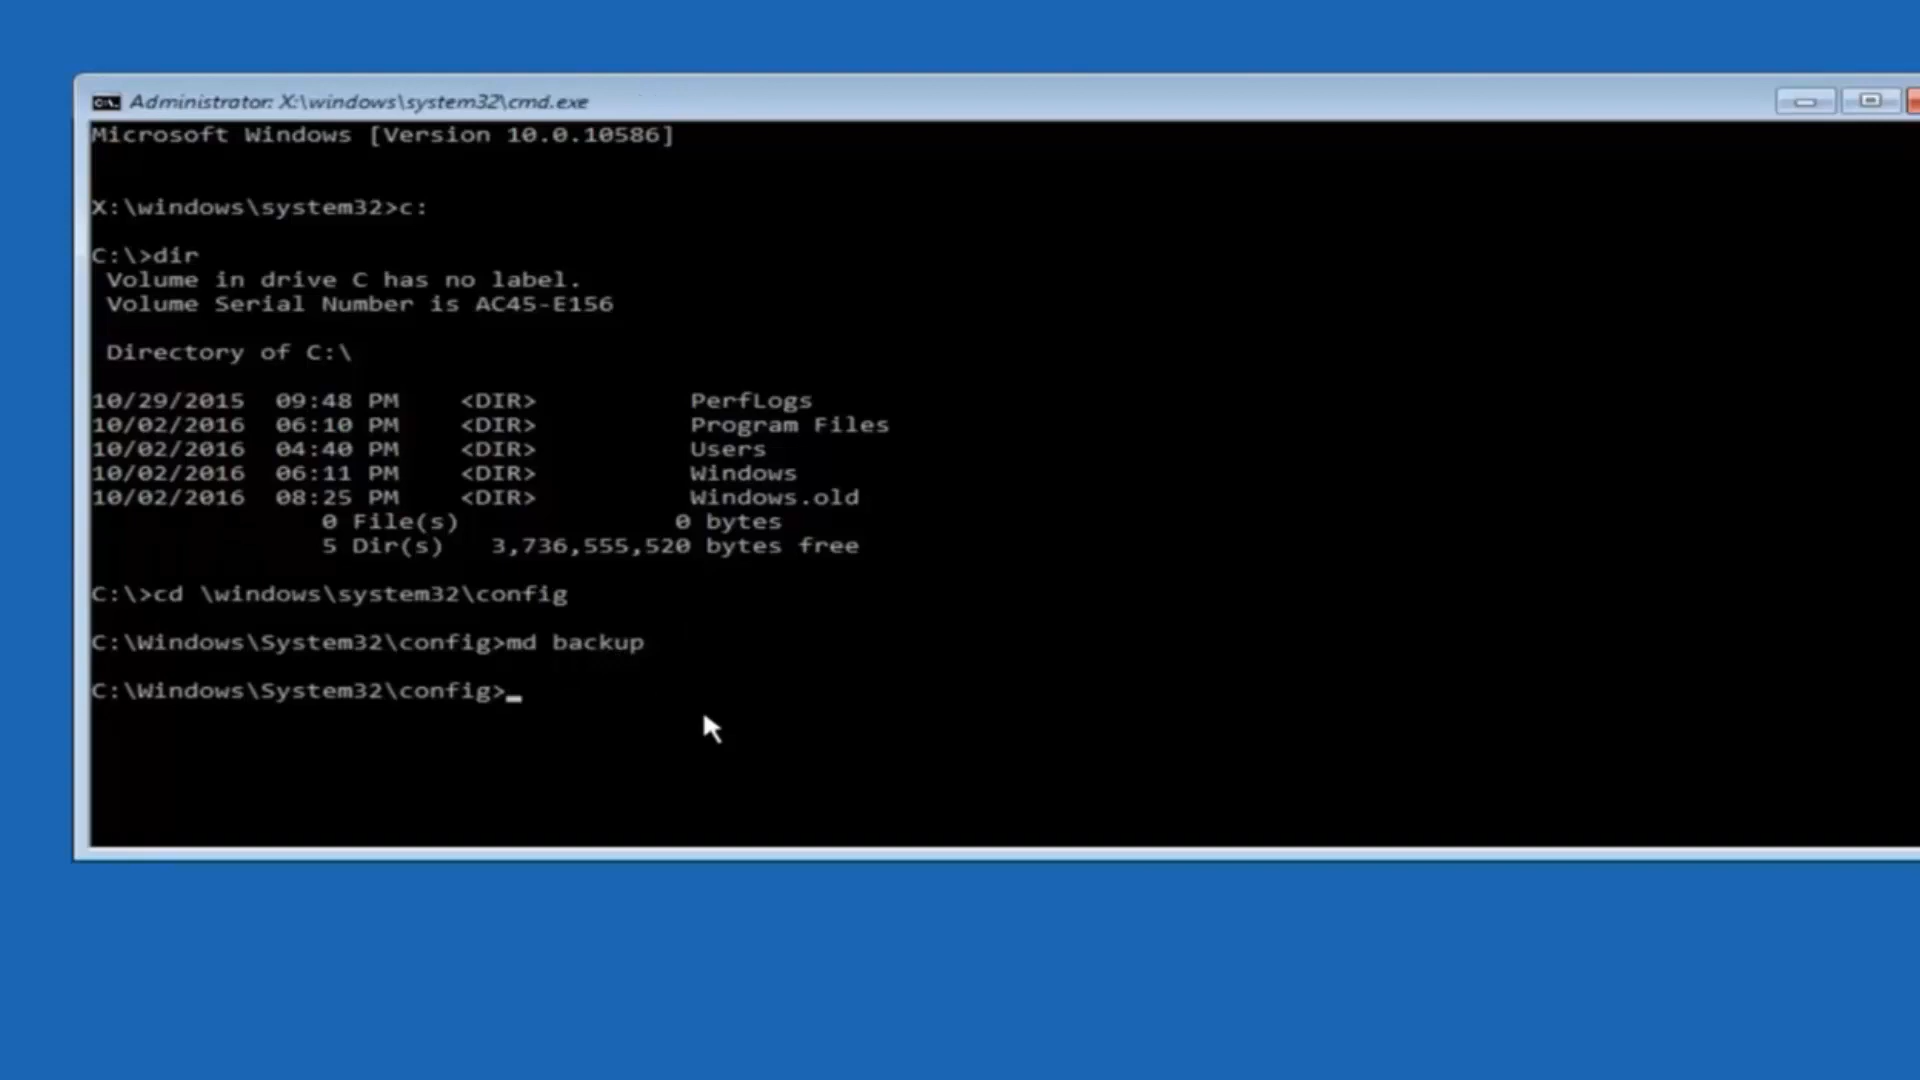 Administrator: X:\windows\system32\cmd.exe
Microsoft Windows [Version 10.0.10586]
X:\windows\system32>c:
C:\>dir
Volume in drive C has no label.
Volume Serial Number is AC45-E156
Directory of C:\
10/29/2015 09:48 PM <DIR> PerfLogs
10/02/2016 06:10 PM <DIR> Program Files
10/02/2016 04:40 PM <DIR> Users
10/02/2016 06:11 PM <DIR> Windows
10/02/2016 08:25 PM <DIR> Windows.old
0 File(s) 0 bytes
5 Dir(s) 3,736,555,520 bytes free
C:\>cd \windows\system32\config
C:\Windows\System32\config>md backup
C:\Windows\System32\config>_